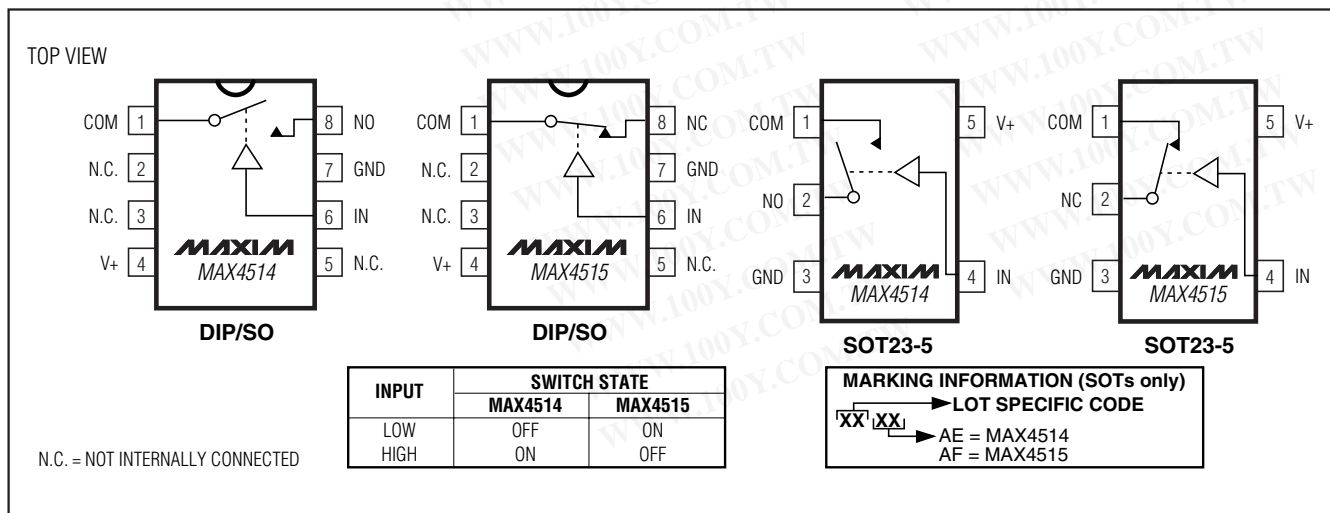 TOP VIEW
COM 1
N.C. 2
N.C. 3
V+ 4
8 NO
7 GND
6 IN
5 N.C.
MAXIM
MAX4514
DIP/SO
COM 1
N.C. 2
N.C. 3
V+ 4
8 NC
7 GND
6 IN
5 N.C.
MAXIM
MAX4515
DIP/SO
COM 1
NO 2
GND 3
5 V+
4 IN
MAXIM
MAX4514
SOT23-5
COM 1
NC 2
GND 3
5 V+
4 IN
MAXIM
MAX4515
SOT23-5
INPUT SWITCH STATE
MAX4514 MAX4515
LOW OFF ON
HIGH ON OFF
MARKING INFORMATION (SOTs only)
LOT SPECIFIC CODE
XX XX
AE = MAX4514
AF = MAX4515
N.C. = NOT INTERNALLY CONNECTED
WWW.100Y.COM.TW